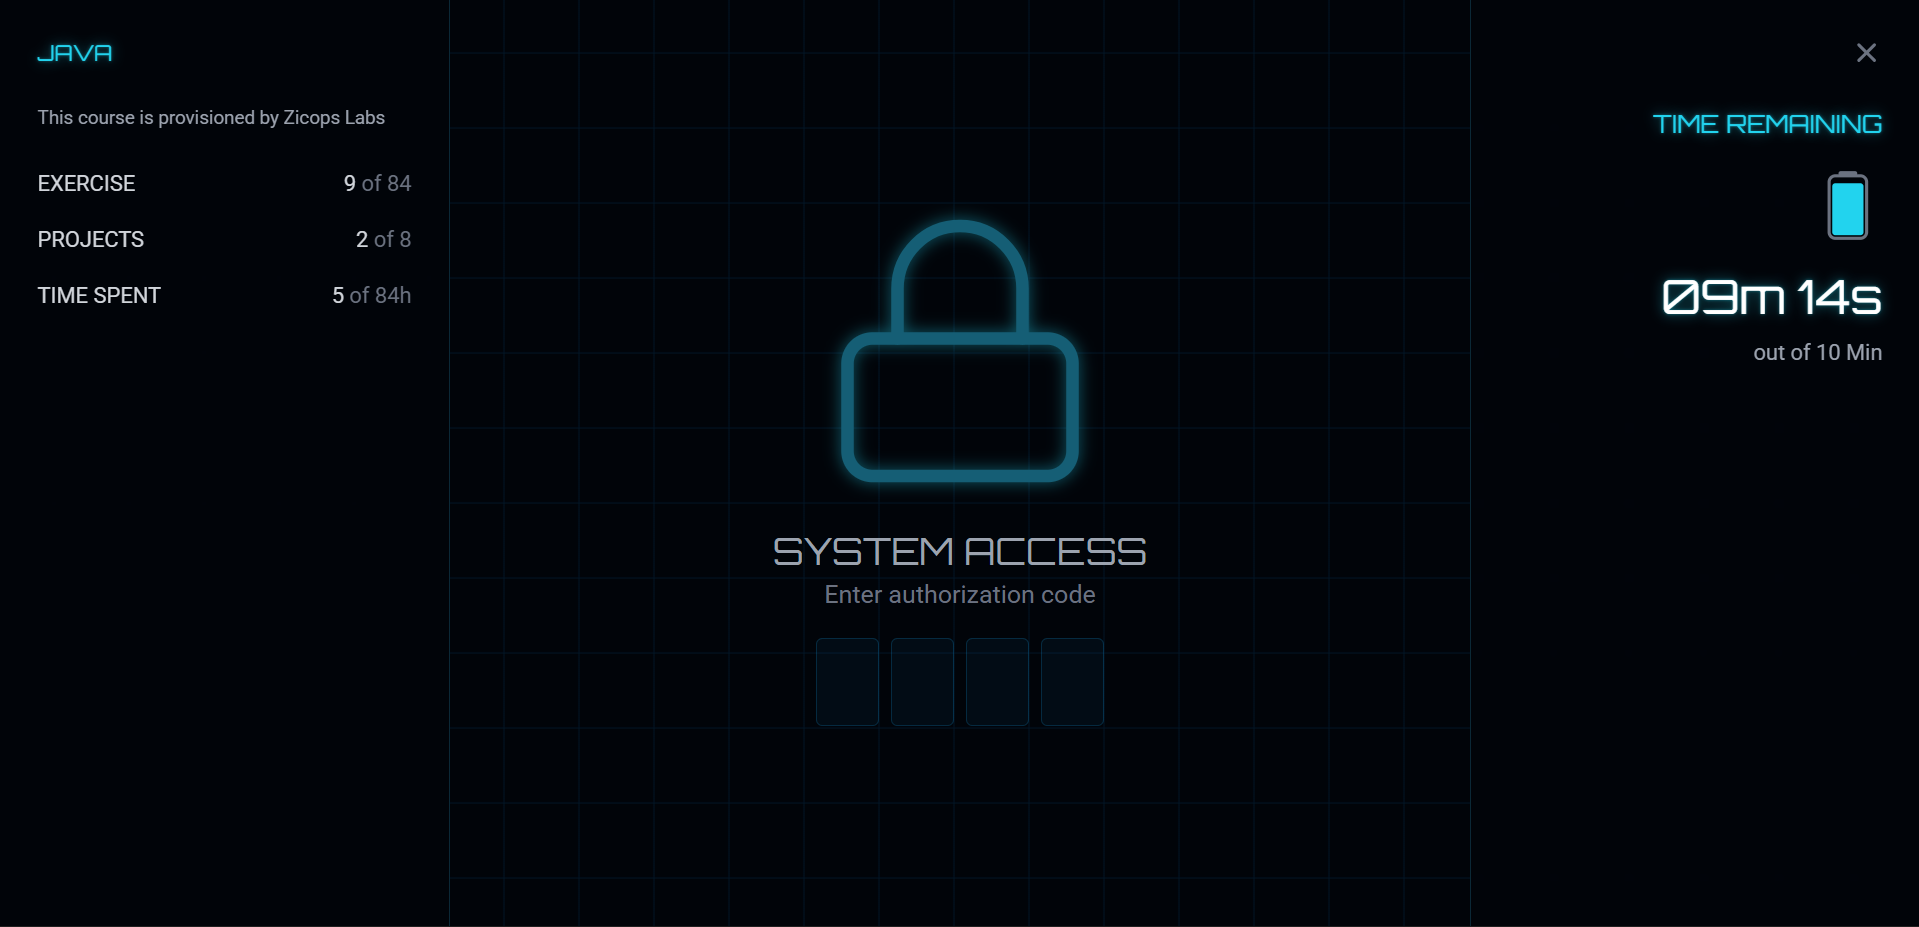 JAVA
This course is provisioned by Zicops Labs
EXERCISE 9 of 84
PROJECTS 2 of 8
TIME SPENT 5 of 84h
SYSTEM ACCESS
Enter authorization code
TIME REMAINING
09m 14s
out of 10 Min